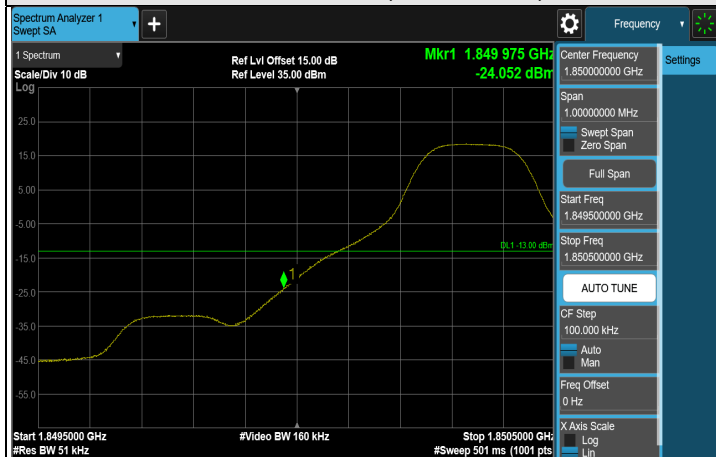 Spectrum Analyzer 1
Swept SA
+
Frequency
1 Spectrum
Scale/Div 10 dB
Ref Lvl Offset 15.00 dB
Ref Level 35.00 dBm
Mkr1 1.849 975 GHz
-24.052 dBm
Log
25.0
15.0
5.00
-5.00
-15.0
-25.0
-35.0
-45.0
-55.0
DL1 -13.00 dBm
1
Start 1.8495000 GHz
#Res BW 51 kHz
#Video BW 160 kHz
Stop 1.8505000 GHz
#Sweep 501 ms (1001 pts
Center Frequency
1.850000000 GHz
Settings
Span
1.00000000 MHz
Swept Span
Zero Span
Full Span
Start Freq
1.849500000 GHz
Stop Freq
1.850500000 GHz
AUTO TUNE
CF Step
100.000 kHz
Auto
Man
Freq Offset
0 Hz
X Axis Scale
Log
Lin